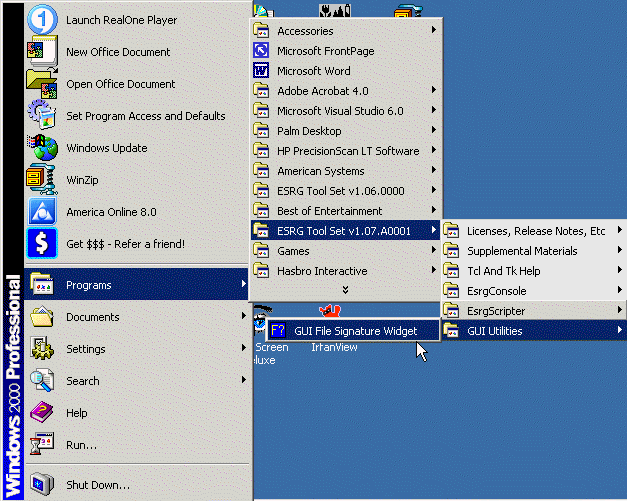 Launch RealOne Player
New Office Document
Open Office Document
Set Program Access and Defaults
Windows Update
WinZip
America Online 8.0
Get $$$ - Refer a friend!
Programs
Documents
Settings
Search
Help
Run...
Shut Down...
Windows 2000 Professional
Accessories
Microsoft FrontPage
Microsoft Word
Adobe Acrobat 4.0
Microsoft Visual Studio 6.0
Palm Desktop
HP PrecisionScan LT Software
American Systems
ESRG Tool Set v1.06.0000
Best of Entertainment
ESRG Tool Set v1.07.A0001
Games
Hasbro Interactive
Licenses, Release Notes, Etc
Supplemental Materials
Tcl And Tk Help
EsrgConsole
EsrgScripter
GUI Utilities
F? GUI File Signature Widget
Screen
eluxe
IrfanView